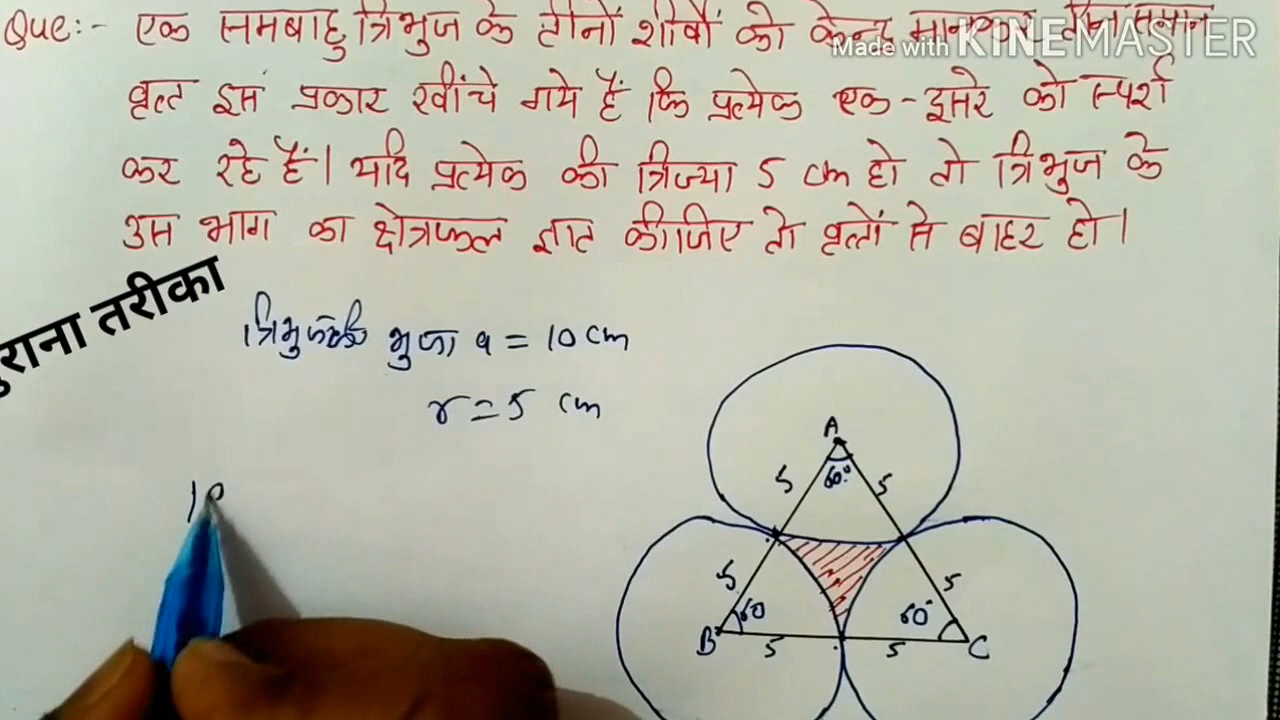 Que:- एक समबाहु त्रिभुज के तीनों शीर्षों को केन्द्र मानकर तीन समान
Made with KINEMASTER
वृत्त इस प्रकार खींचे गये हैं कि प्रत्येक एक-दूसरे को स्पर्श
कर रहे हैं। यदि प्रत्येक की त्रिज्या 5 cm हो तो त्रिभुज के
उस भाग का क्षेत्रफल ज्ञात कीजिए तो वृत्तों से बाहर हो।
पुराना तरीका
त्रिभुज की भुजा a = 10 cm
r = 5 cm
A
60°
5 5
10
5 5
B 60 60° C
5 5